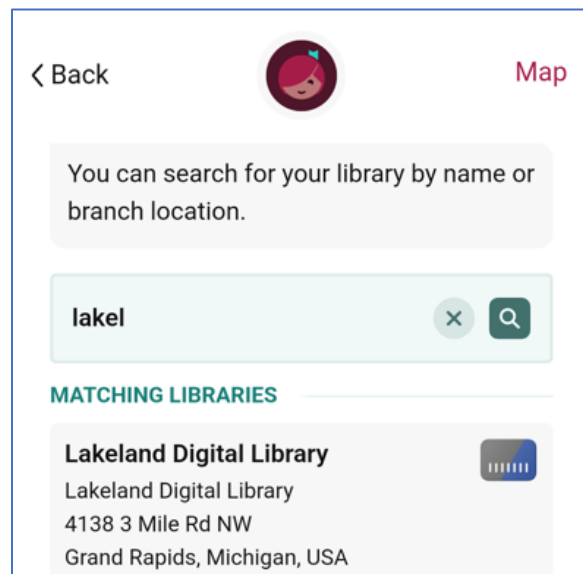 Back
Map
You can search for your library by name or
branch location.
lakel
MATCHING LIBRARIES
Lakeland Digital Library
Lakeland Digital Library
4138 3 Mile Rd NW
Grand Rapids, Michigan, USA